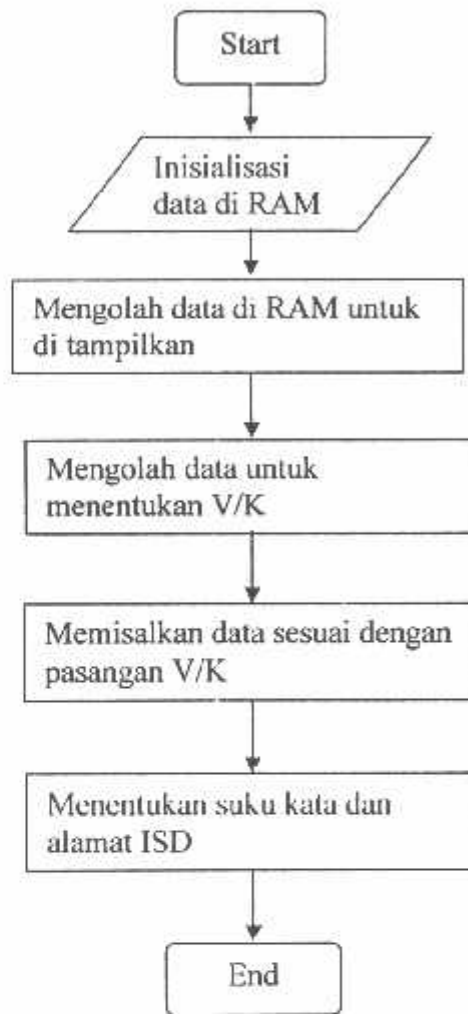 Start
Inisialisasi
data di RAM
Mengolah data di RAM untuk
di tampilkan
Mengolah data untuk
menentukan V/K
Memisalkan data sesuai dengan
pasangan V/K
Menentukan suku kata dan
alamat ISD
End